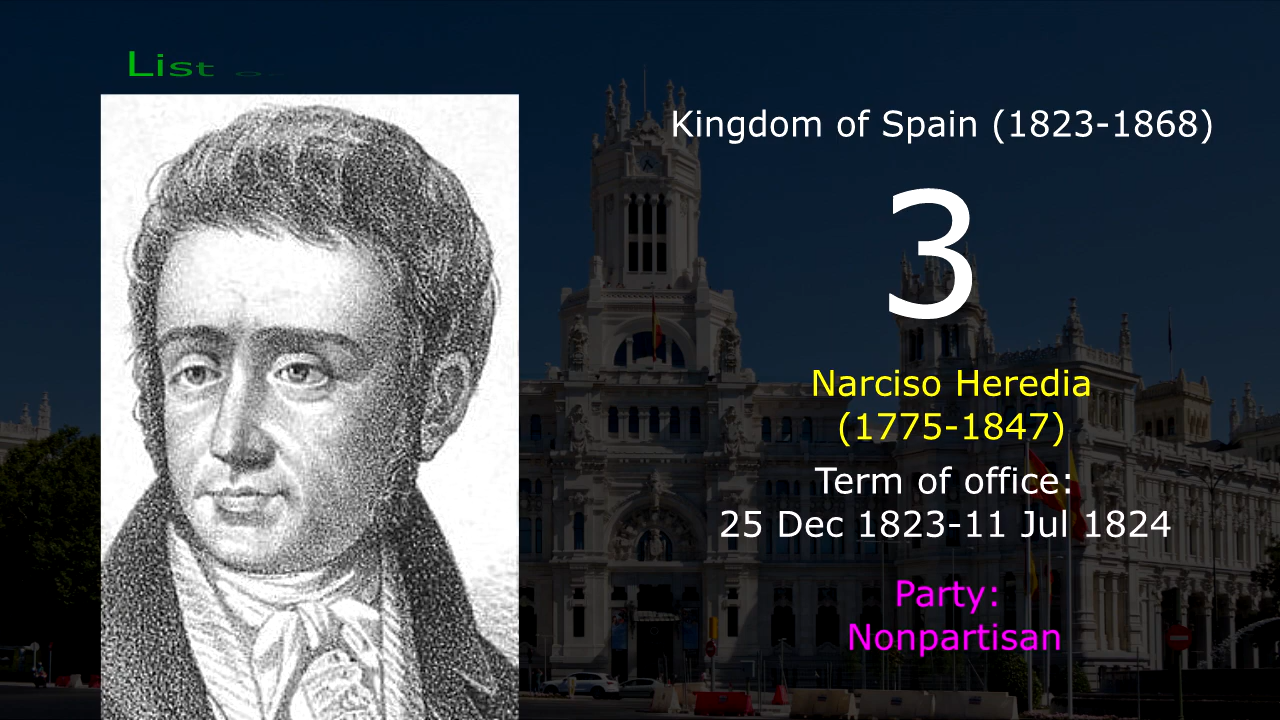 List
Kingdom of Spain (1823-1868)
3
Narciso Heredia
(1775-1847)
Term of office:
25 Dec 1823-11 Jul 1824
Party:
Nonpartisan